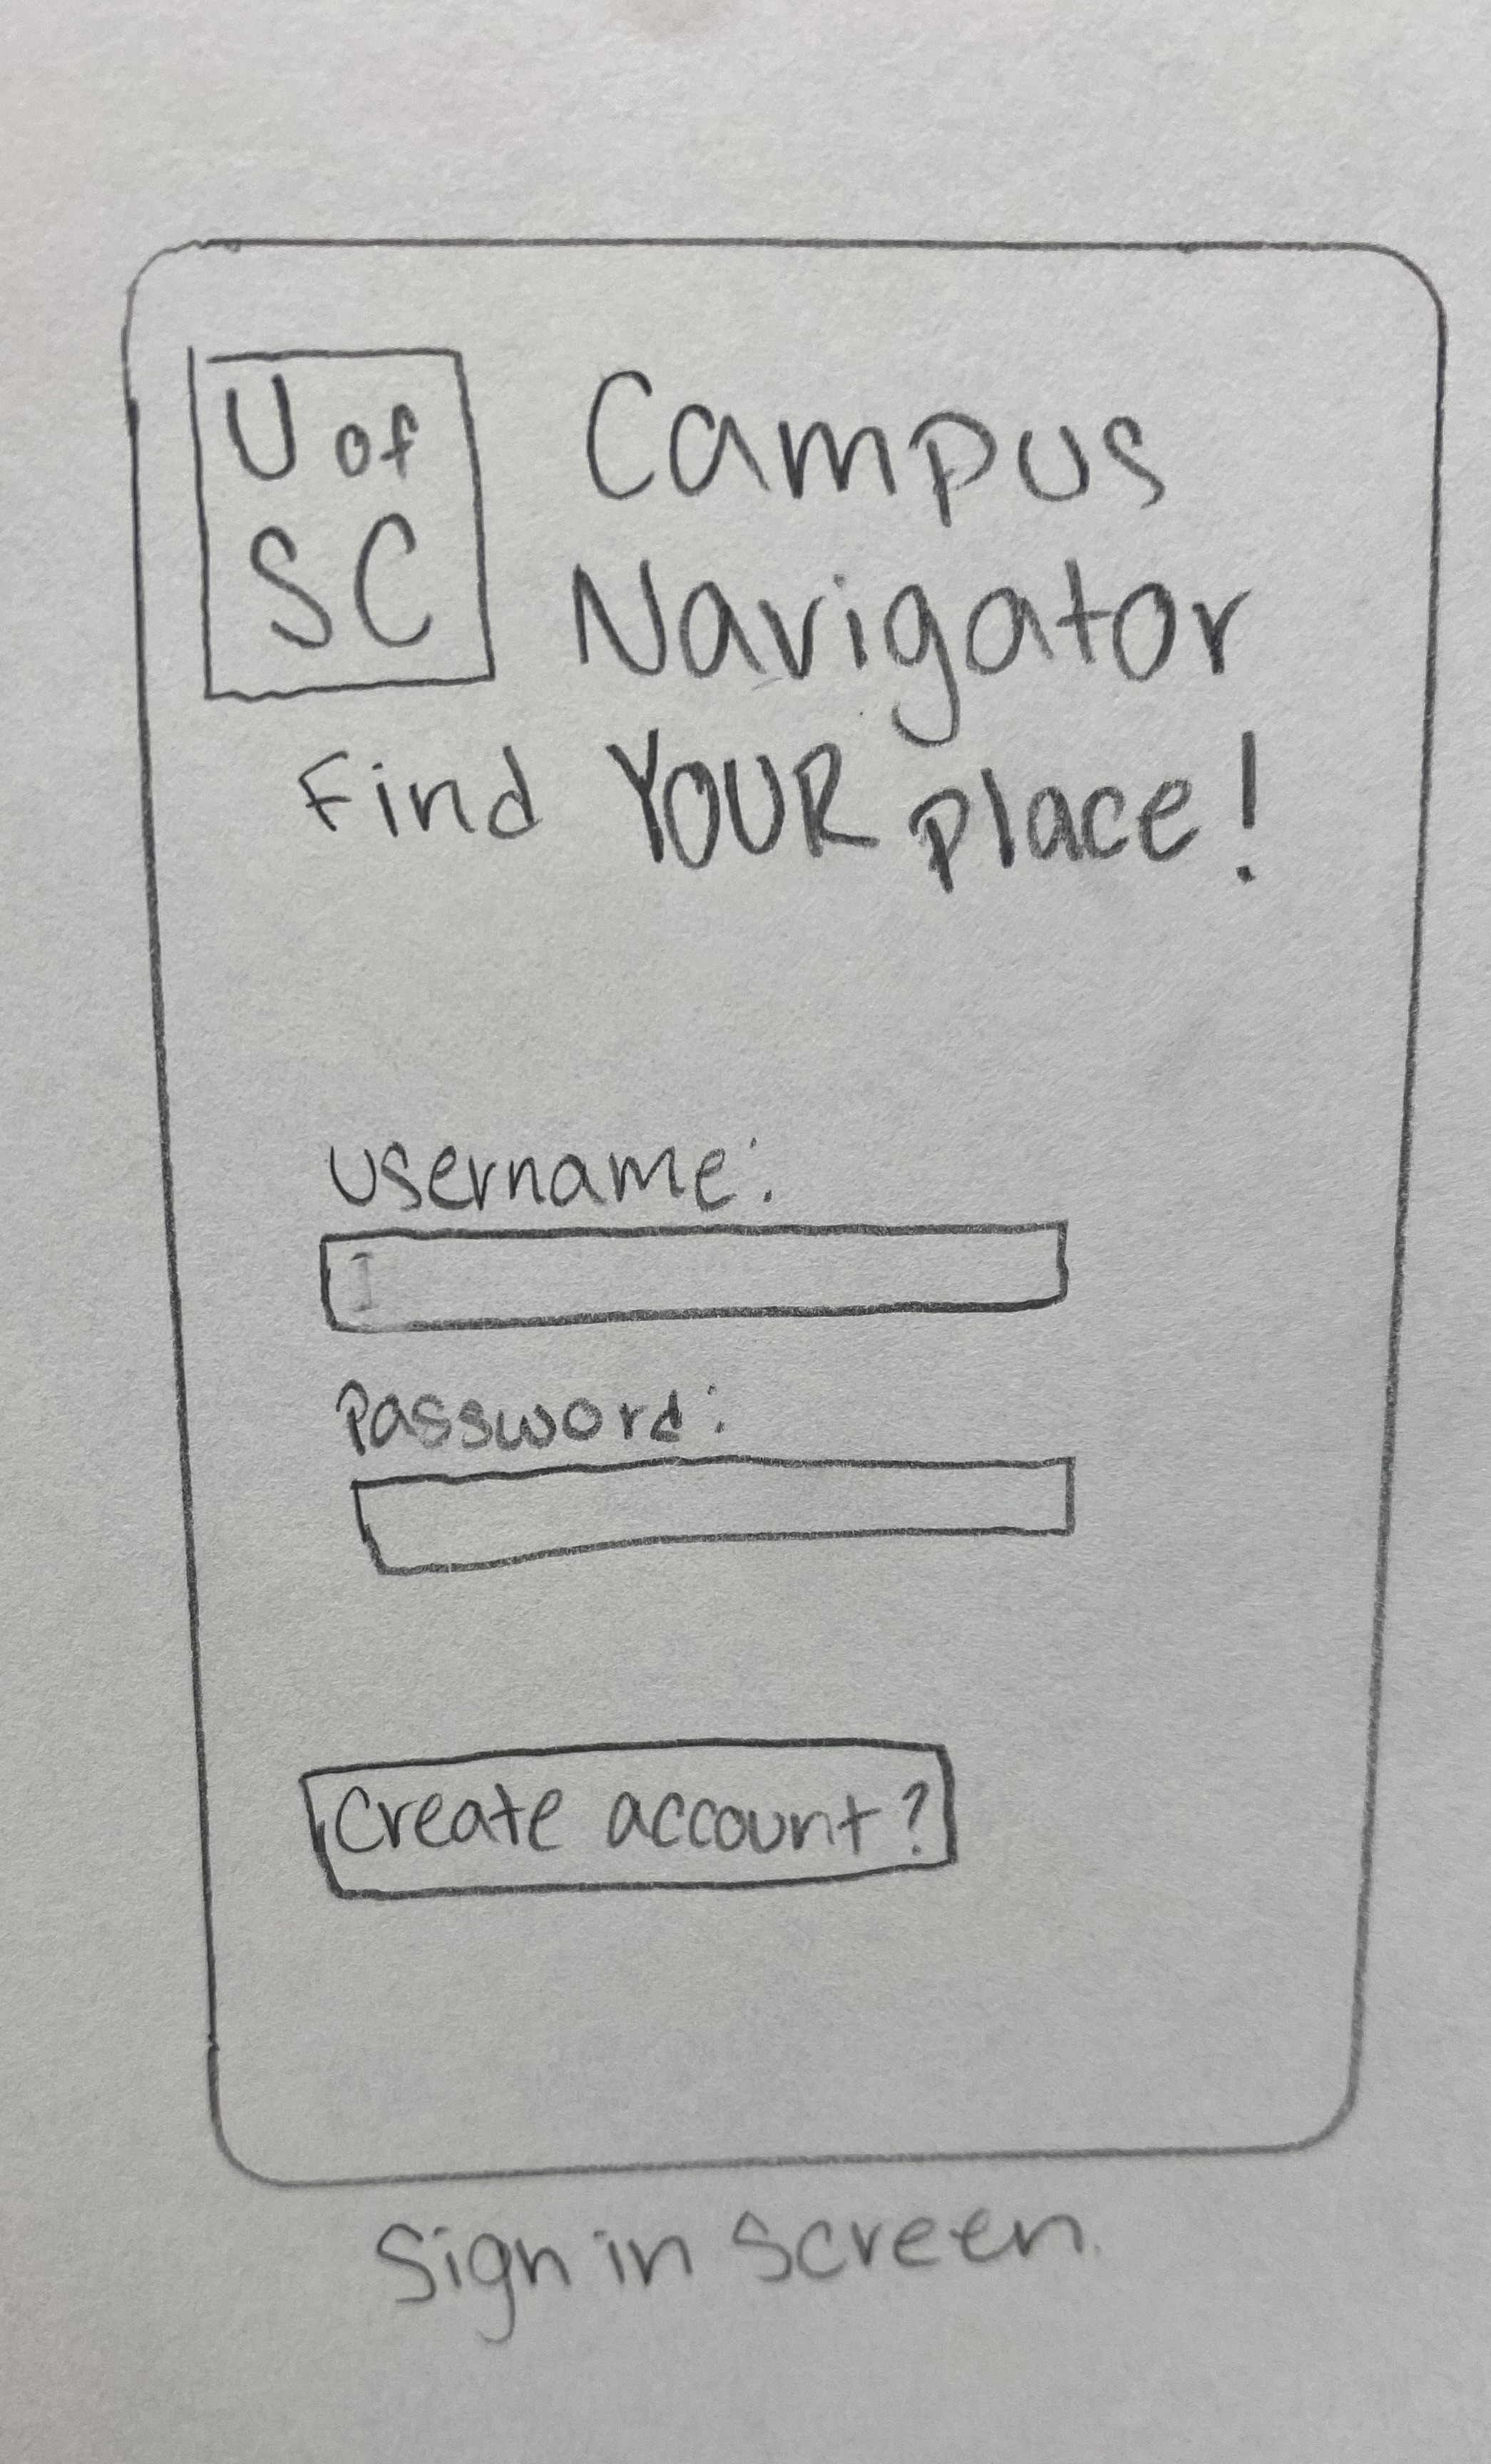 U of
SC
Campus
Navigator
Find YOUR place!
Username:
Password:
Create account?
Sign in screen